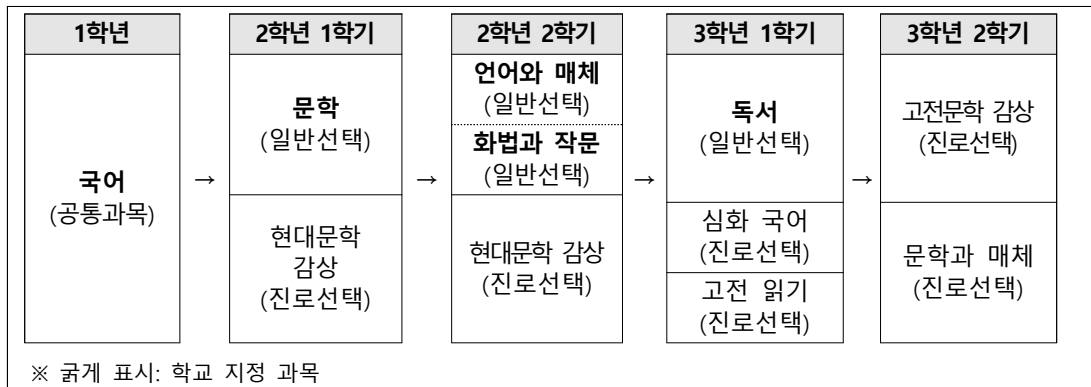 1학년
국어
(공통과목)
→
2학년 1학기
문학
(일반선택)
현대문학
감상
(진로선택)
→
2학년 2학기
언어와 매체
(일반선택)
화법과 작문
(일반선택)
현대문학 감상
(진로선택)
→
3학년 1학기
독서
(일반선택)
심화 국어
(진로선택)
고전 읽기
(진로선택)
→
3학년 2학기
고전문학 감상
(진로선택)
문학과 매체
(진로선택)
※ 굵게 표시: 학교 지정 과목